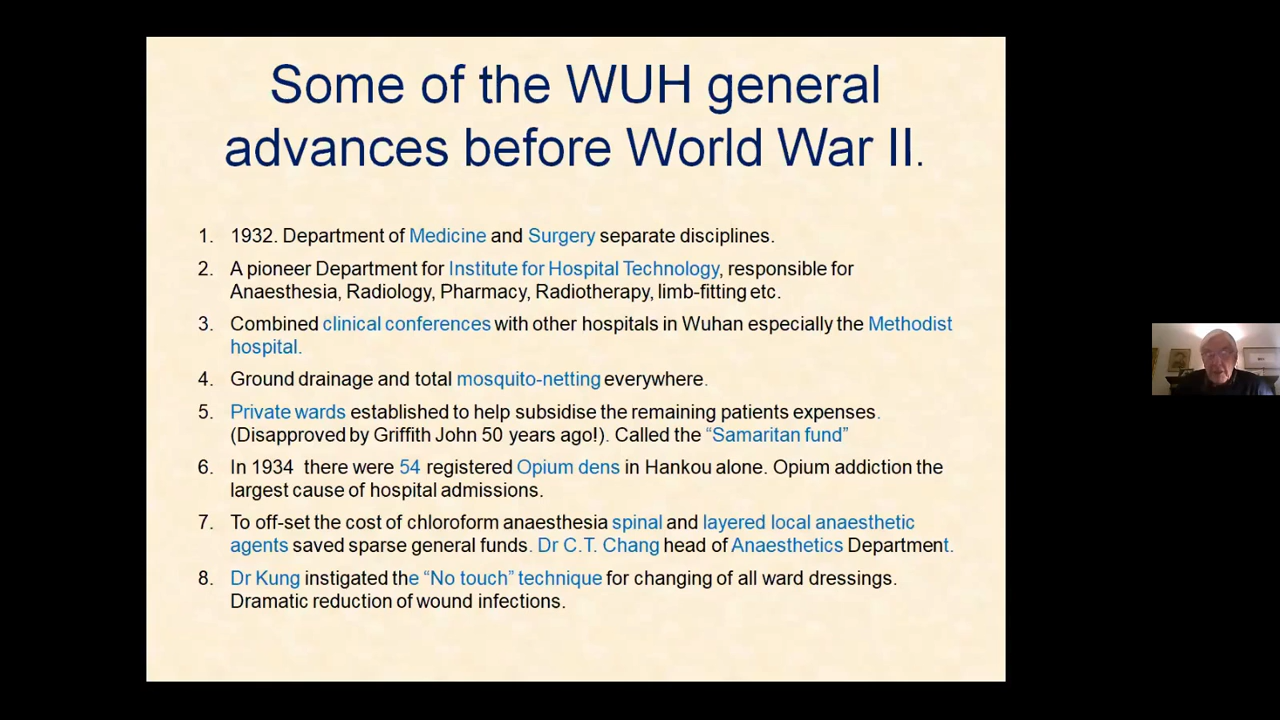 Some of the WUH general
advances before World War II.
1. 1932. Department of Medicine and Surgery separate disciplines.
2. A pioneer Department for Institute for Hospital Technology, responsible for
Anaesthesia, Radiology, Pharmacy, Radiotherapy, limb-fitting etc.
3. Combined clinical conferences with other hospitals in Wuhan especially the Methodist
hospital.
4. Ground drainage and total mosquito-netting everywhere.
5. Private wards established to help subsidise the remaining patients expenses.
(Disapproved by Griffith John 50 years ago!). Called the “Samaritan fund”
6. In 1934 there were 54 registered Opium dens in Hankou alone. Opium addiction the
largest cause of hospital admissions.
7. To off-set the cost of chloroform anaesthesia spinal and layered local anaesthetic
agents saved sparse general funds. Dr C.T. Chang head of Anaesthetics Department.
8. Dr Kung instigated the “No touch” technique for changing of all ward dressings.
Dramatic reduction of wound infections.